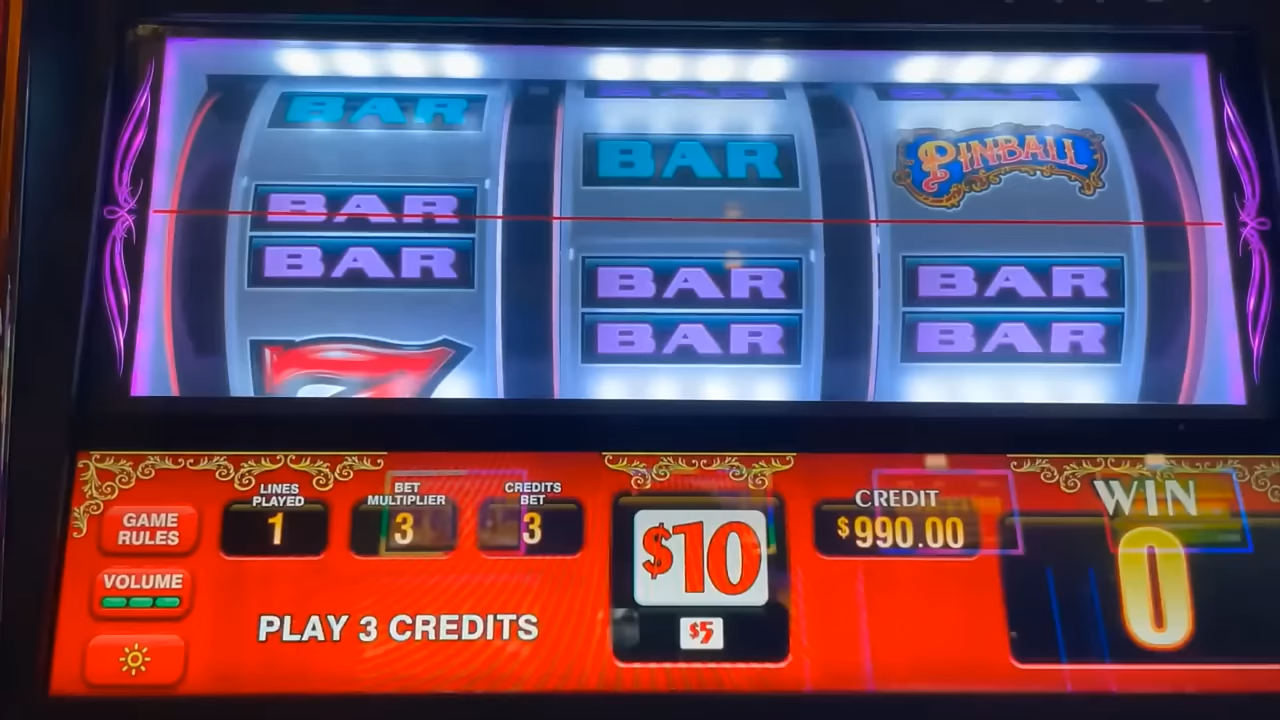 BAR
BAR
PINBALL
BAR
BAR
BAR
BAR
BAR
BAR
LINES
PLAYED
1
BET
MULTIPLIER
3
CREDITS
BET
3
GAME
RULES
VOLUME
PLAY 3 CREDITS
$10
$5
CREDIT
$990.00
WIN
0